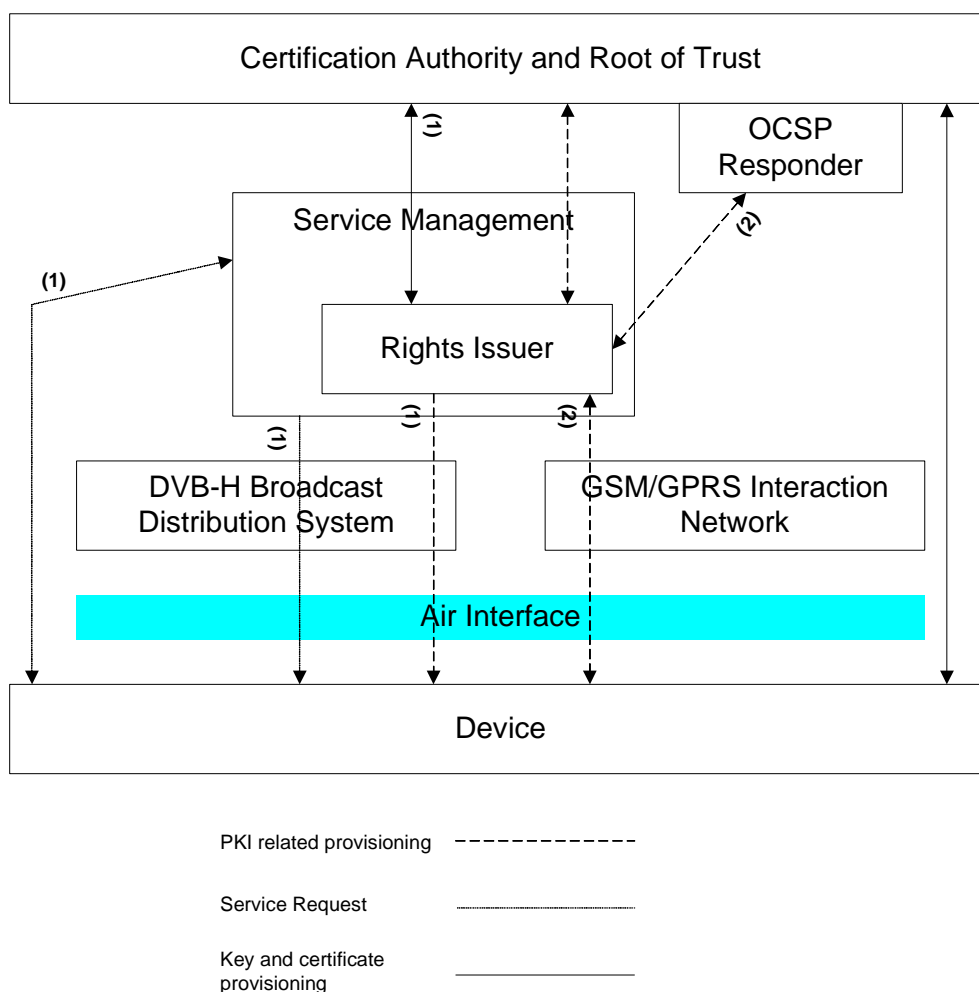 Certification Authority and Root of Trust
(1)
OCSP
Responder
Service Management
(2)
(1)
Rights Issuer
(1)
(1)
(2)
DVB-H Broadcast
Distribution System
GSM/GPRS Interaction
Network
Air Interface
Device
PKI related provisioning
Service Request
Key and certificate
provisioning